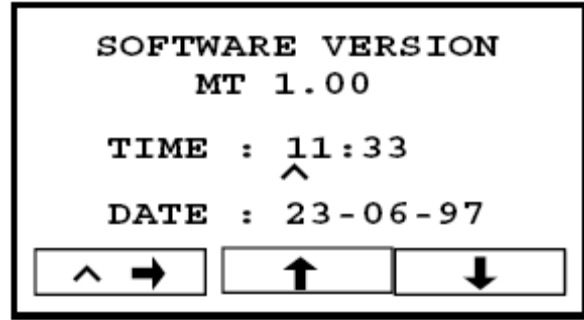 SOFTWARE VERSION
MT 1.00
TIME : 11:33
^
DATE : 23-06-97
^ → ↑ ↓